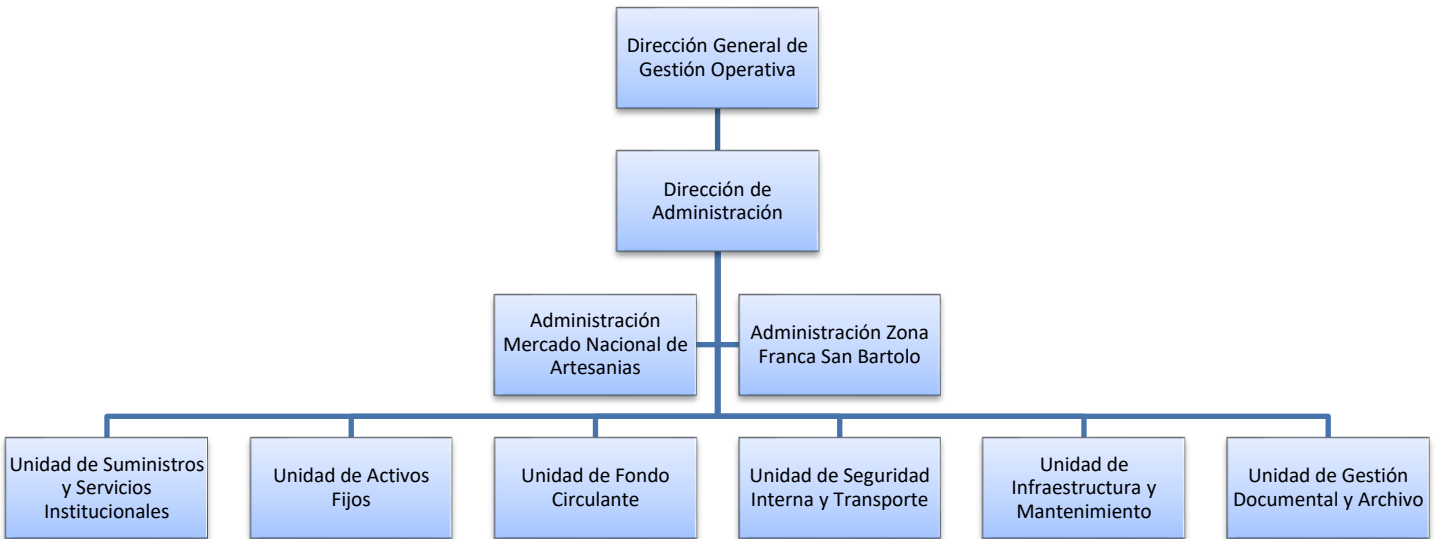 Dirección General de
Gestión Operativa
Dirección de
Administración
Administración
Mercado Nacional de
Artesanias
Administración Zona
Franca San Bartolo
Unidad de Suministros
y Servicios
Institucionales
Unidad de Activos
Fijos
Unidad de Fondo
Circulante
Unidad de Seguridad
Interna y Transporte
Unidad de
Infraestructura y
Mantenimiento
Unidad de Gestión
Documental y Archivo